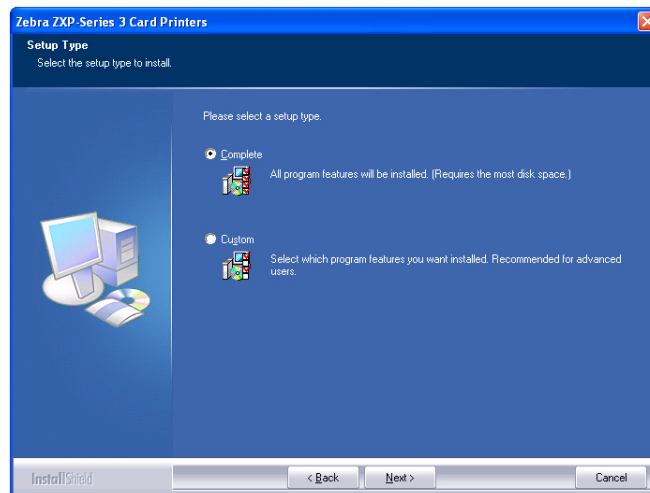 Zebra ZXP-Series 3 Card Printers
Setup Type
Select the setup type to install.
Please select a setup type.
Complete
All program features will be installed. (Requires the most disk space.)
Custom
Select which program features you want installed. Recommended for advanced
users.
InstallShield
< Back
Next >
Cancel